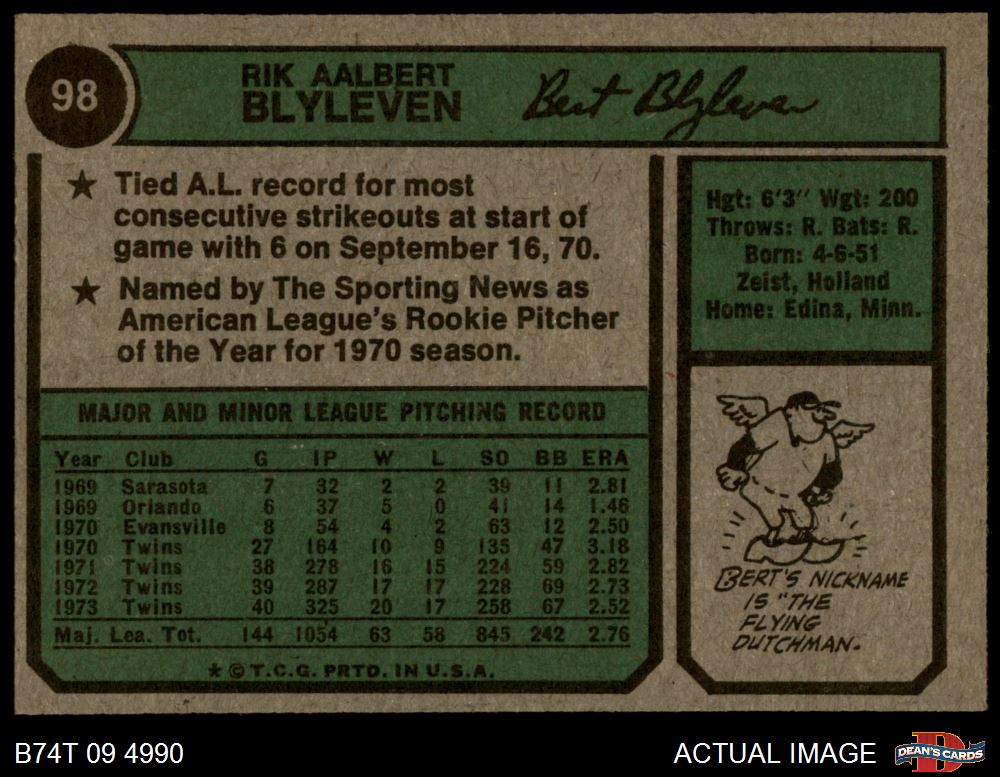 98
RIK AALBERT
BLYLEVEN
Bert Blyleven
★ Tied A.L. record for most
consecutive strikeouts at start of
game with 6 on September 16, 70.
★ Named by The Sporting News as
American League's Rookie Pitcher
of the Year for 1970 season.
Hgt: 6'3" Wgt: 200
Throws: R. Bats: R.
Born: 4-6-51
Zeist, Holland
Home: Edina, Minn.
MAJOR AND MINOR LEAGUE PITCHING RECORD
Year Club G IP W L SO BB ERA
1969 Sarasota 7 32 2 2 39 11 2.81
1969 Orlando 6 37 5 0 41 14 1.46
1970 Evansville 8 54 4 2 63 12 2.50
1970 Twins 27 164 10 9 135 47 3.18
1971 Twins 38 278 16 15 224 59 2.82
1972 Twins 39 287 17 17 228 69 2.73
1973 Twins 40 325 20 17 258 67 2.52
Maj. Lea. Tot. 144 1054 63 58 845 242 2.76
★ © T.C.G. PRTD. IN U.S.A.
BERT'S NICKNAME
IS "THE
FLYING
DUTCHMAN.
B74T 09 4990
ACTUAL IMAGE
DEAN'S CARDS